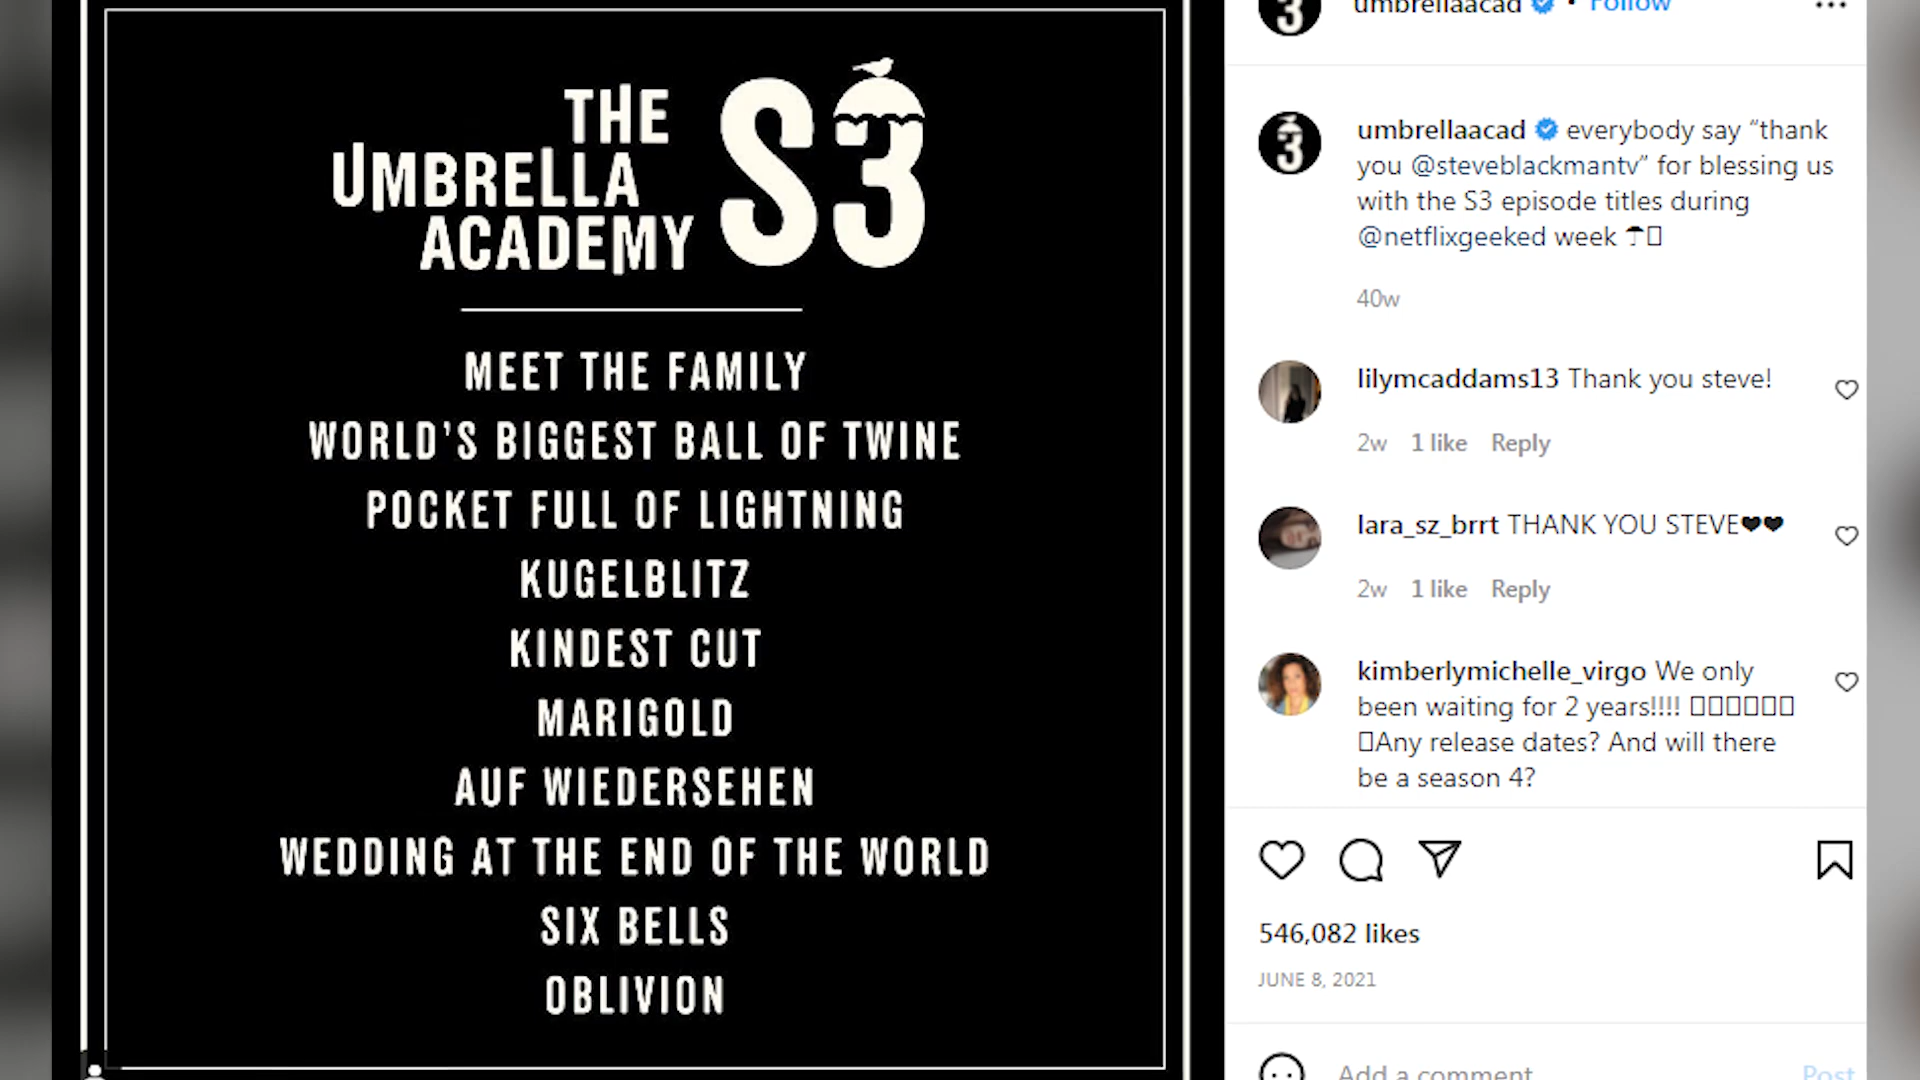 THE
UMBRELLA
ACADEMY
S3
MEET THE FAMILY
WORLD'S BIGGEST BALL OF TWINE
POCKET FULL OF LIGHTNING
KUGELBLITZ
KINDEST CUT
MARIGOLD
AUF WIEDERSEHEN
WEDDING AT THE END OF THE WORLD
SIX BELLS
OBLIVION
3
umbrellaacad • Follow
3
umbrellaacad everybody say “thank
you @steveblackmantv” for blessing us
with the S3 episode titles during
@netflixgeeked week ☂
40w
lilymcaddams13 Thank you steve!
2w 1 like Reply
lara_sz_brrt THANK YOU STEVE❤❤
2w 1 like Reply
kimberlymichelle_virgo We only
been waiting for 2 years!!!!
Any release dates? And will there
be a season 4?
546,082 likes
JUNE 8, 2021
Add a comment
Post